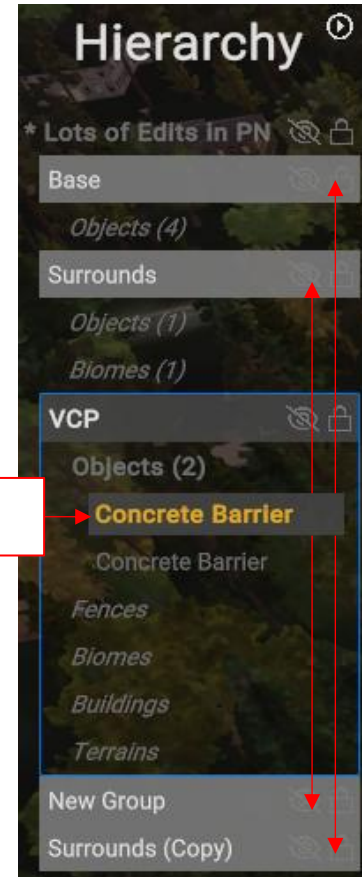 Hierarchy
* Lots of Edits in PN
Base
Objects (4)
Surrounds
Objects (1)
Biomes (1)
VCP
Objects (2)
Concrete Barrier
Concrete Barrier
Fences
Biomes
Buildings
Terrains
New Group
Surrounds (Copy)